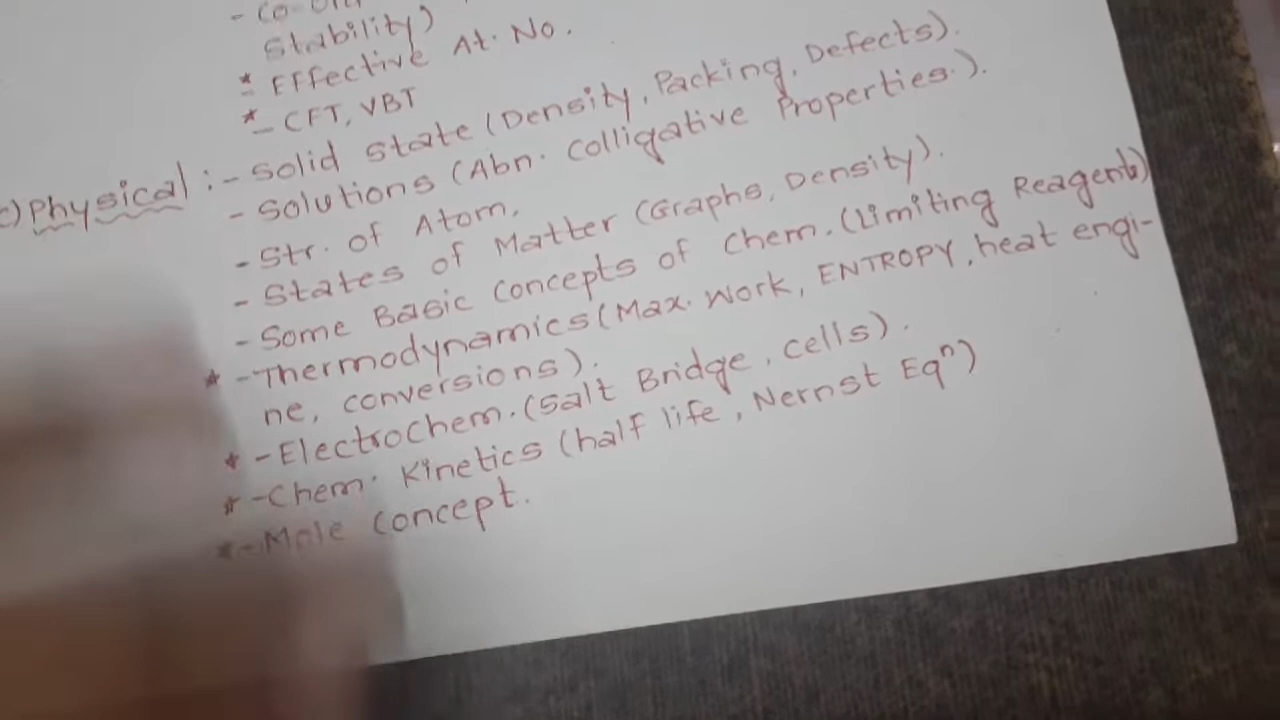 - Co-
Stability)
* Effective At. No.
* - CFT, VBT
c) Physical :- Solid State (Density, Packing, Defects).
- Solutions (Abn. Colligative Properties.).
- Str. of Atom.
- States of Matter (Graphs, Density).
- Some Basic Concepts of Chem. (Limiting Reagent)
* - Thermodynamics (Max. Work, ENTROPY, heat engi-
ne, conversions).
* - Electrochem. (Salt Bridge, cells).
* - Chem. Kinetics (half life, Nernst Eqⁿ)
* - Mole Concept.